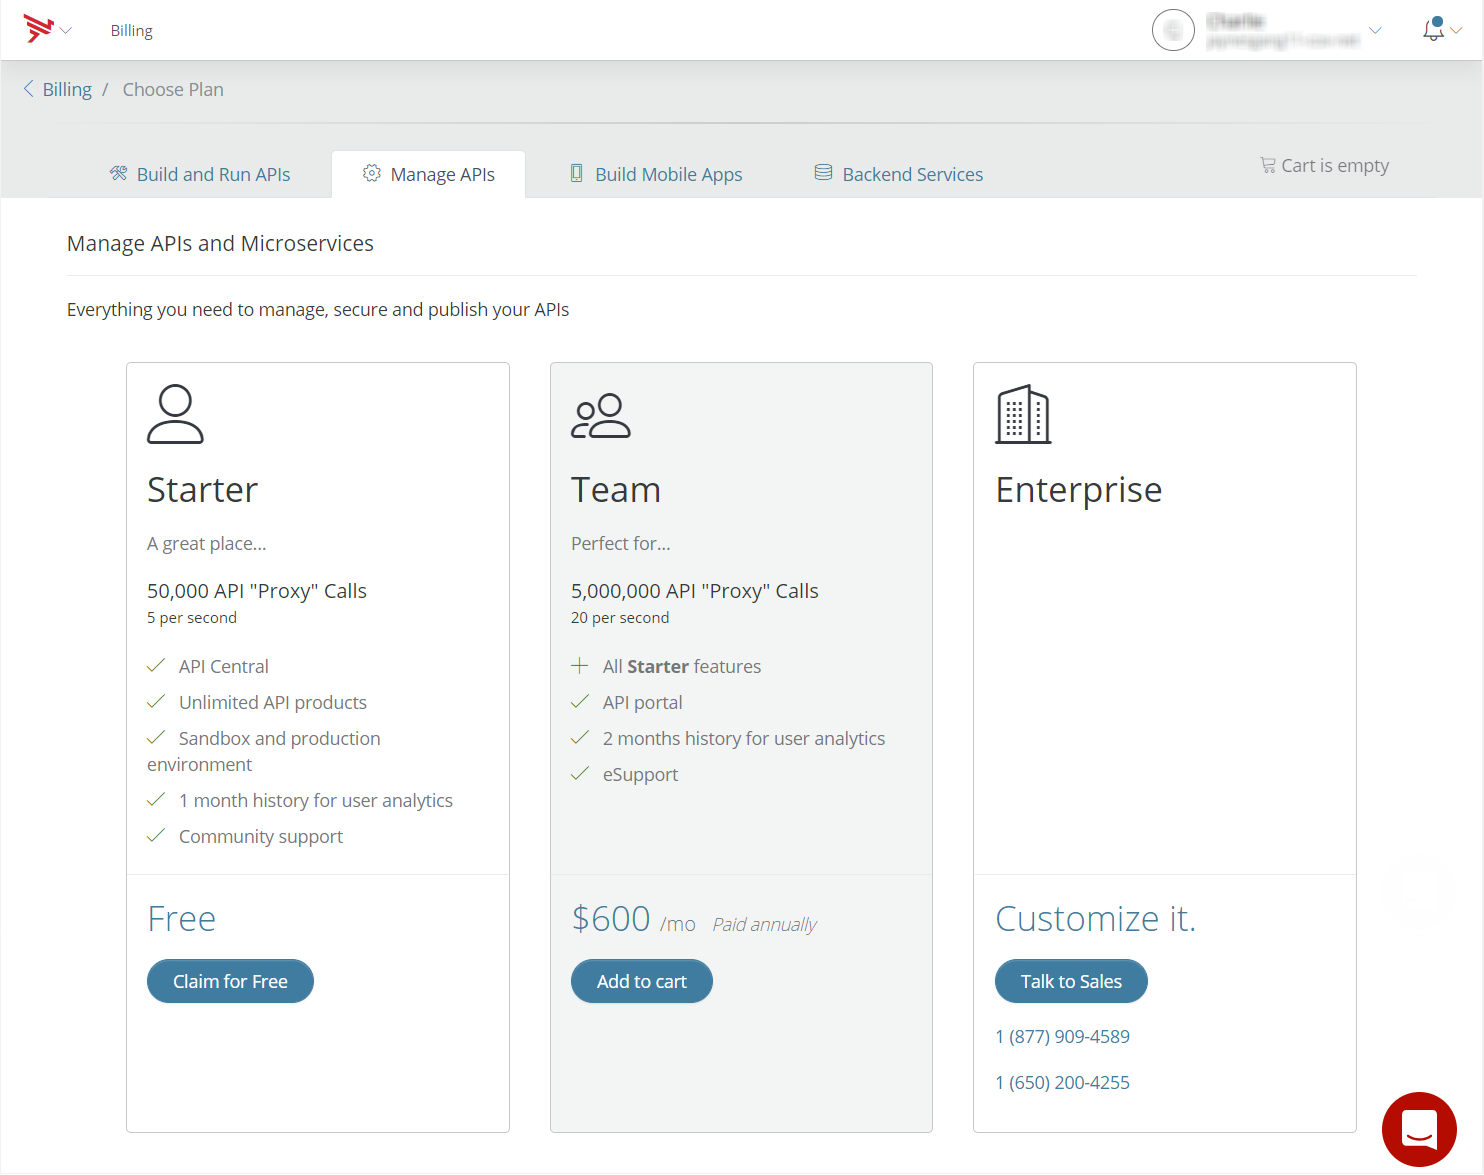 Billing
Billing / Choose Plan
Build and Run APIs
Manage APIs
Build Mobile Apps
Backend Services
Cart is empty
Manage APIs and Microservices
Everything you need to manage, secure and publish your APIs
Starter
A great place...
50,000 API "Proxy" Calls
5 per second
API Central
Unlimited API products
Sandbox and production
environment
1 month history for user analytics
Community support
Free
Claim for Free
Team
Perfect for...
5,000,000 API "Proxy" Calls
20 per second
All Starter features
API portal
2 months history for user analytics
eSupport
$600 /mo Paid annually
Add to cart
Enterprise
Customize it.
Talk to Sales
1 (877) 909-4589
1 (650) 200-4255